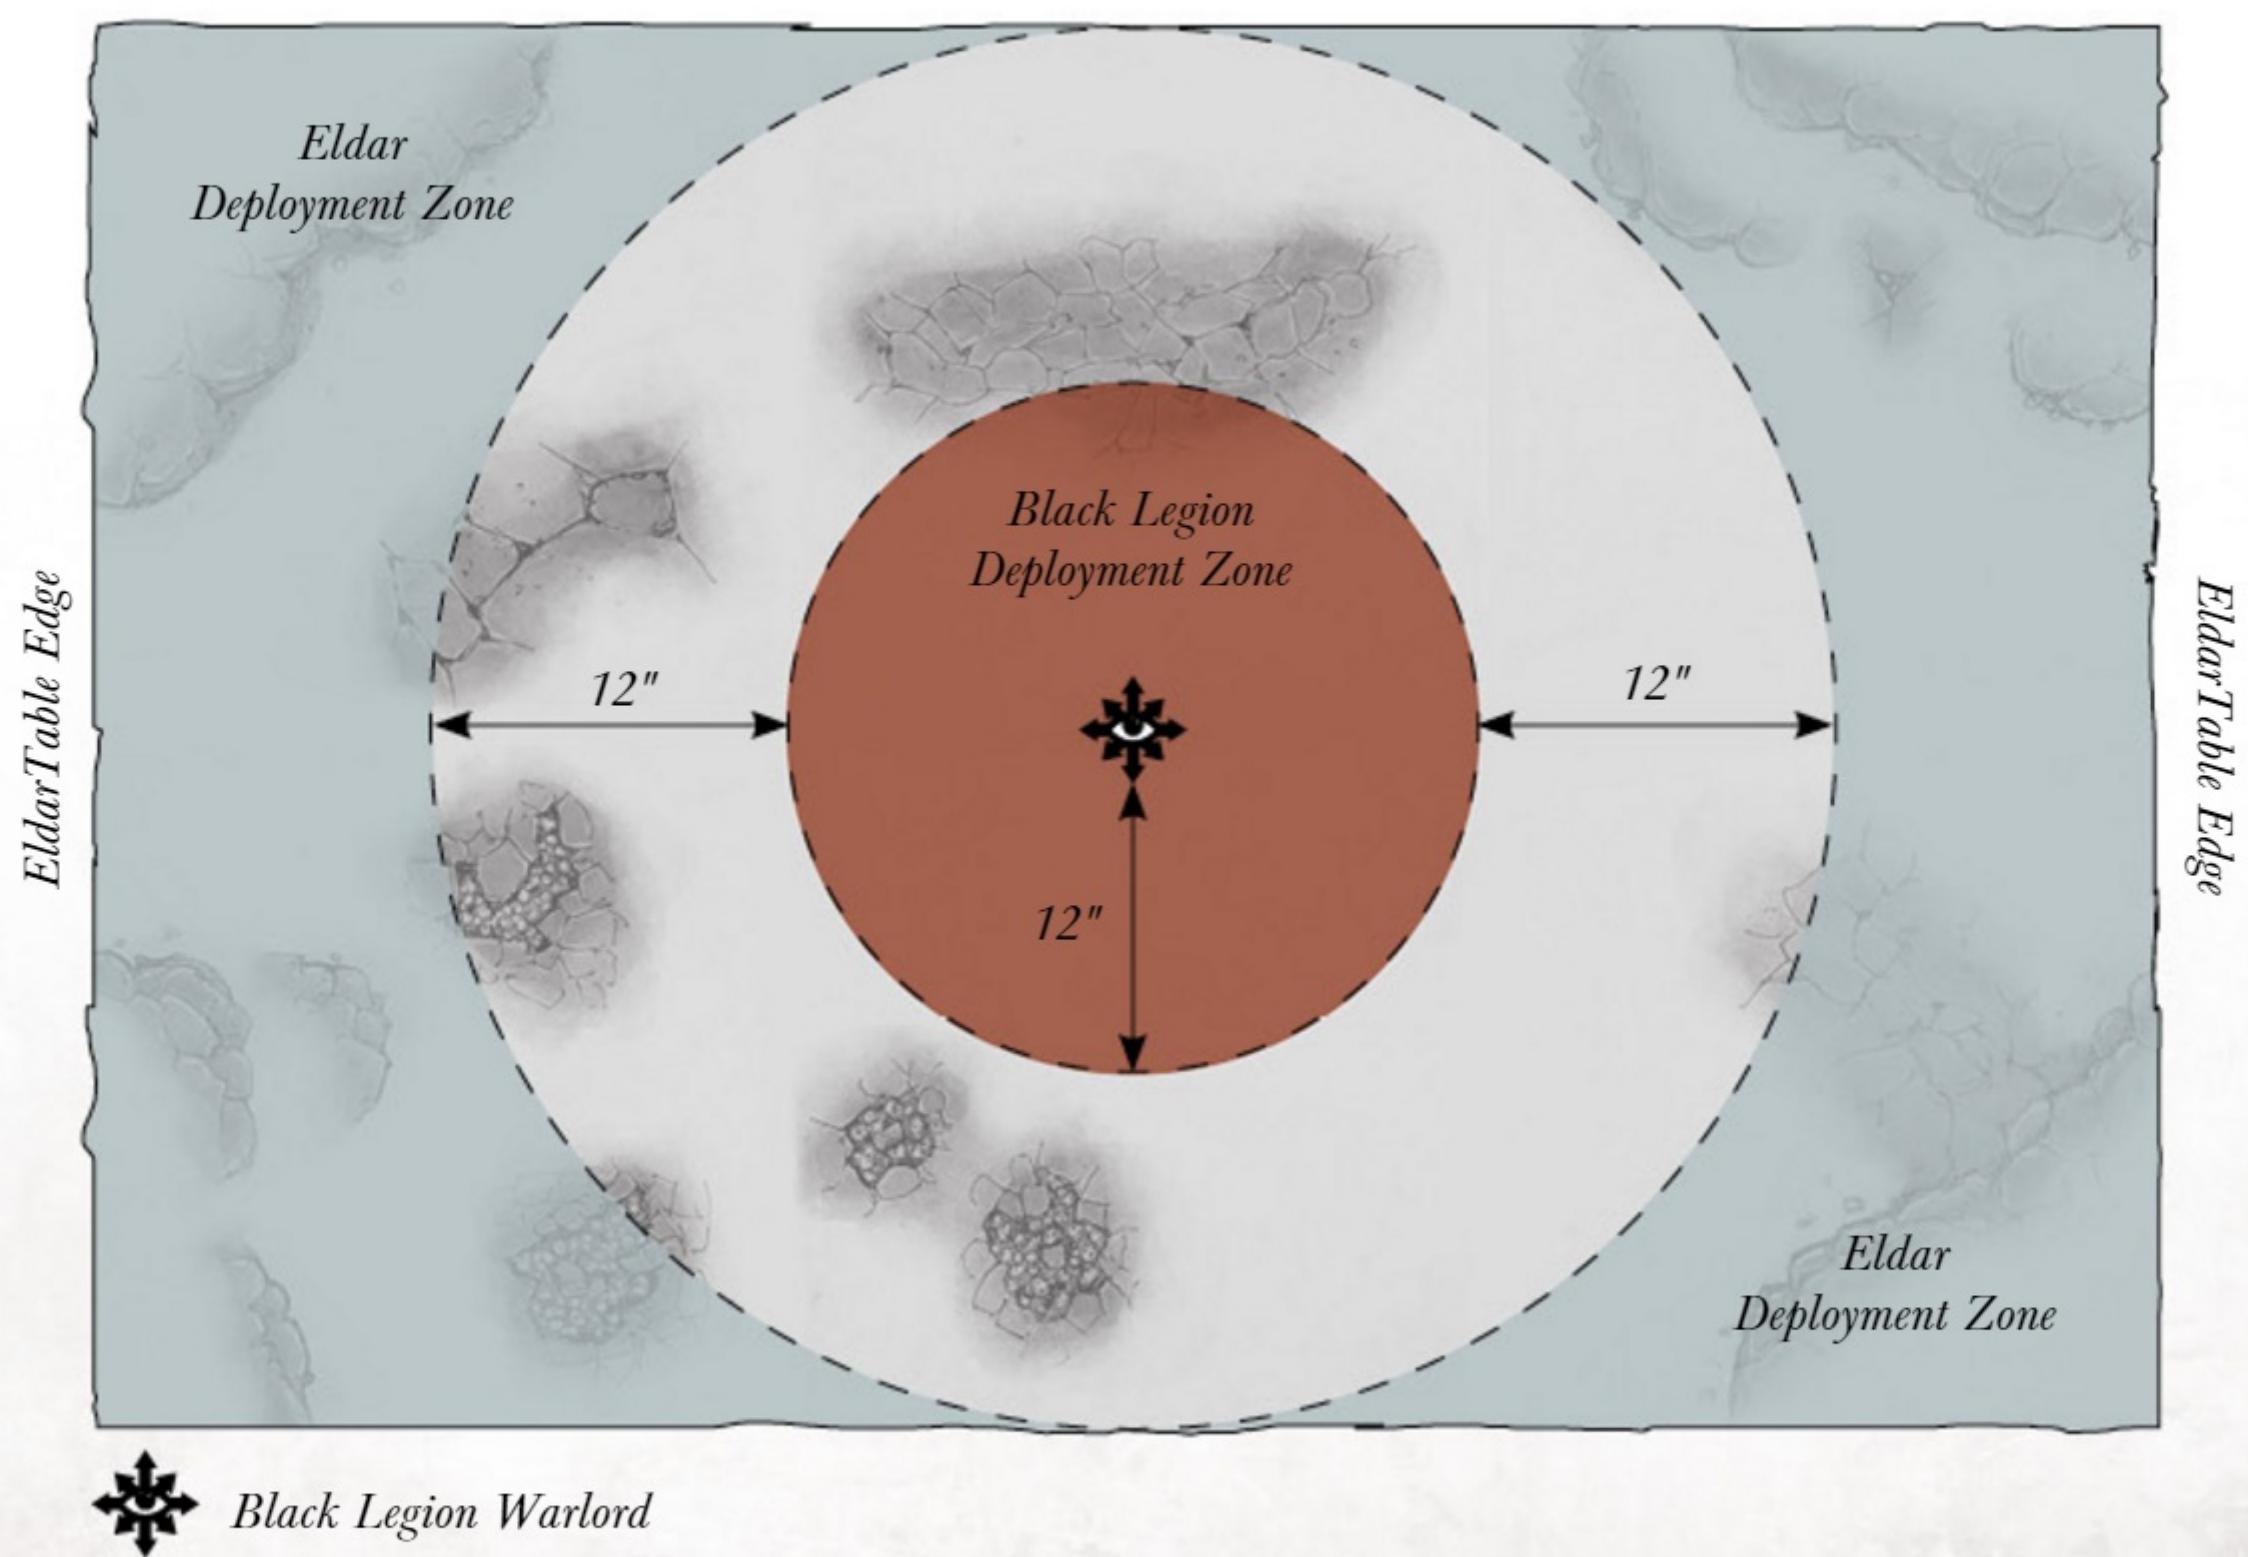 Eldar
Deployment Zone
Black Legion
Deployment Zone
EldarTable Edge
12"
12"
EldarTable Edge
12"
Eldar
Deployment Zone
Black Legion Warlord